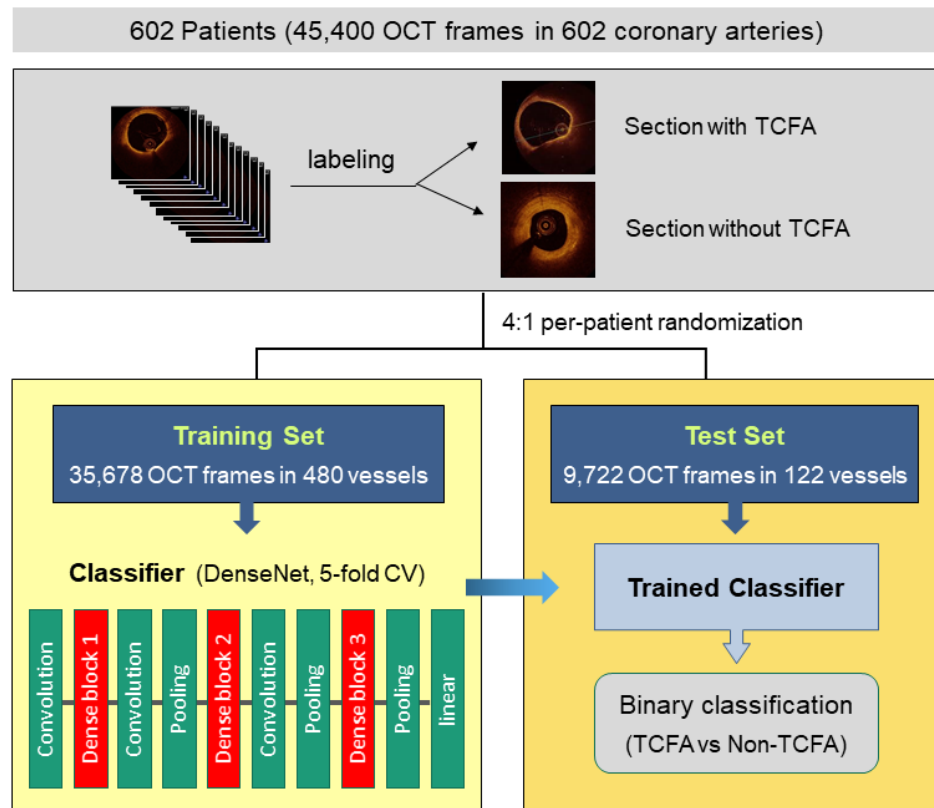 602 Patients (45,400 OCT frames in 602 coronary arteries)
labeling
Section with TCFA
Section without TCFA
4:1 per-patient randomization
Training Set
35,678 OCT frames in 480 vessels
Classifier (DenseNet, 5-fold CV)
Convolution
Dense block 1
Convolution
Pooling
Dense block 2
Convolution
Pooling
Dense block 3
Pooling
linear
Test Set
9,722 OCT frames in 122 vessels
Trained Classifier
Binary classification
(TCFA vs Non-TCFA)